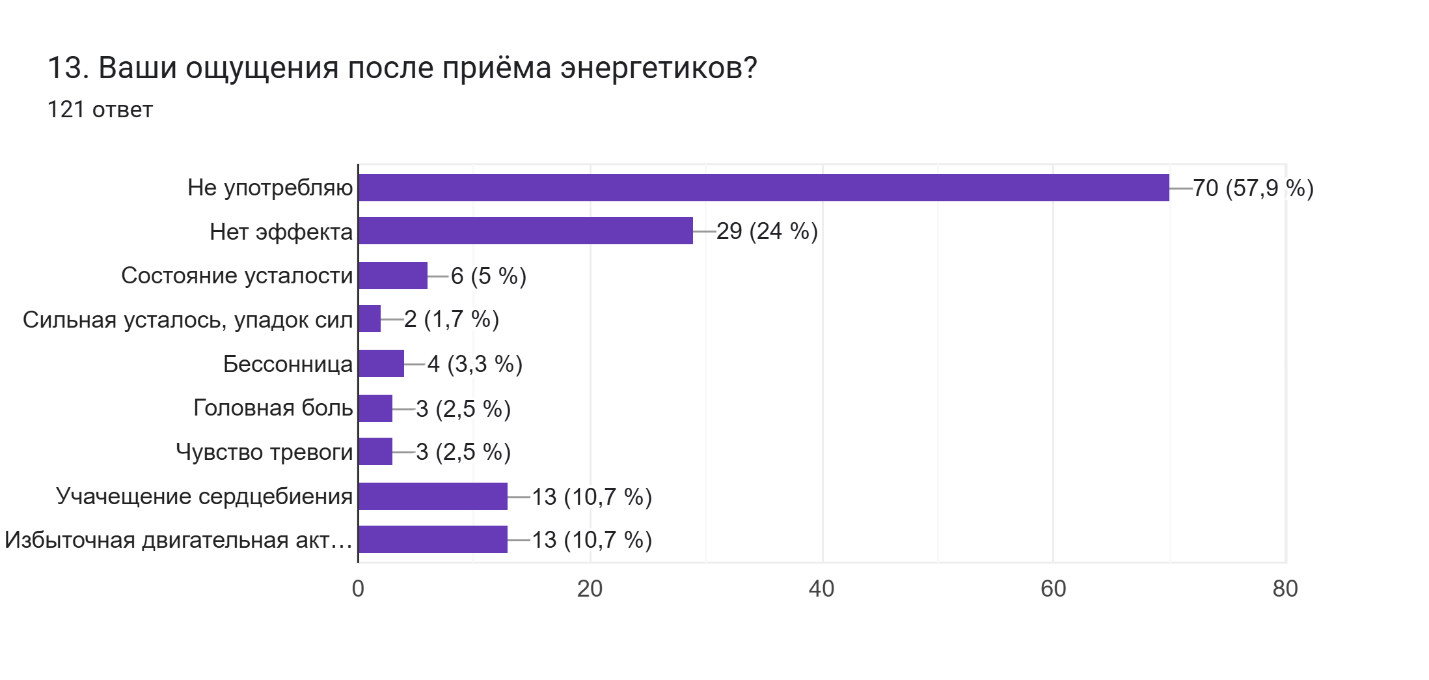 13. Ваши ощущения после приёма энергетиков?
121 ответ
Не употребляю 70 (57,9 %)
Нет эффекта 29 (24 %)
Состояние усталости 6 (5 %)
Сильная усталось, упадок сил 2 (1,7 %)
Бессонница 4 (3,3 %)
Головная боль 3 (2,5 %)
Чувство тревоги 3 (2,5 %)
Учачещение сердцебиения 13 (10,7 %)
Избыточная двигательная акт… 13 (10,7 %)
0 20 40 60 80